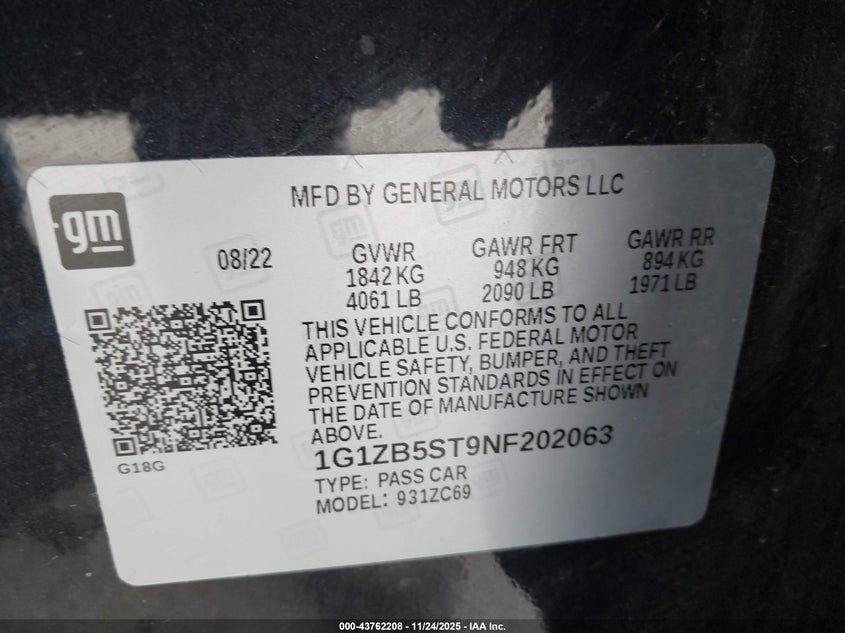 gm
MFD BY GENERAL MOTORS LLC
08/22
GVWR
1842 KG
4061 LB
GAWR FRT
948 KG
2090 LB
GAWR RR
894 KG
1971 LB
THIS VEHICLE CONFORMS TO ALL
APPLICABLE U.S. FEDERAL MOTOR
VEHICLE SAFETY, BUMPER, AND THEFT
PREVENTION STANDARDS IN EFFECT ON
THE DATE OF MANUFACTURE SHOWN
ABOVE.
G18G
1G1ZB5ST9NF202063
TYPE: PASS CAR
MODEL: 931ZC69
000-43762208 - 11/24/2025 - IAA Inc.